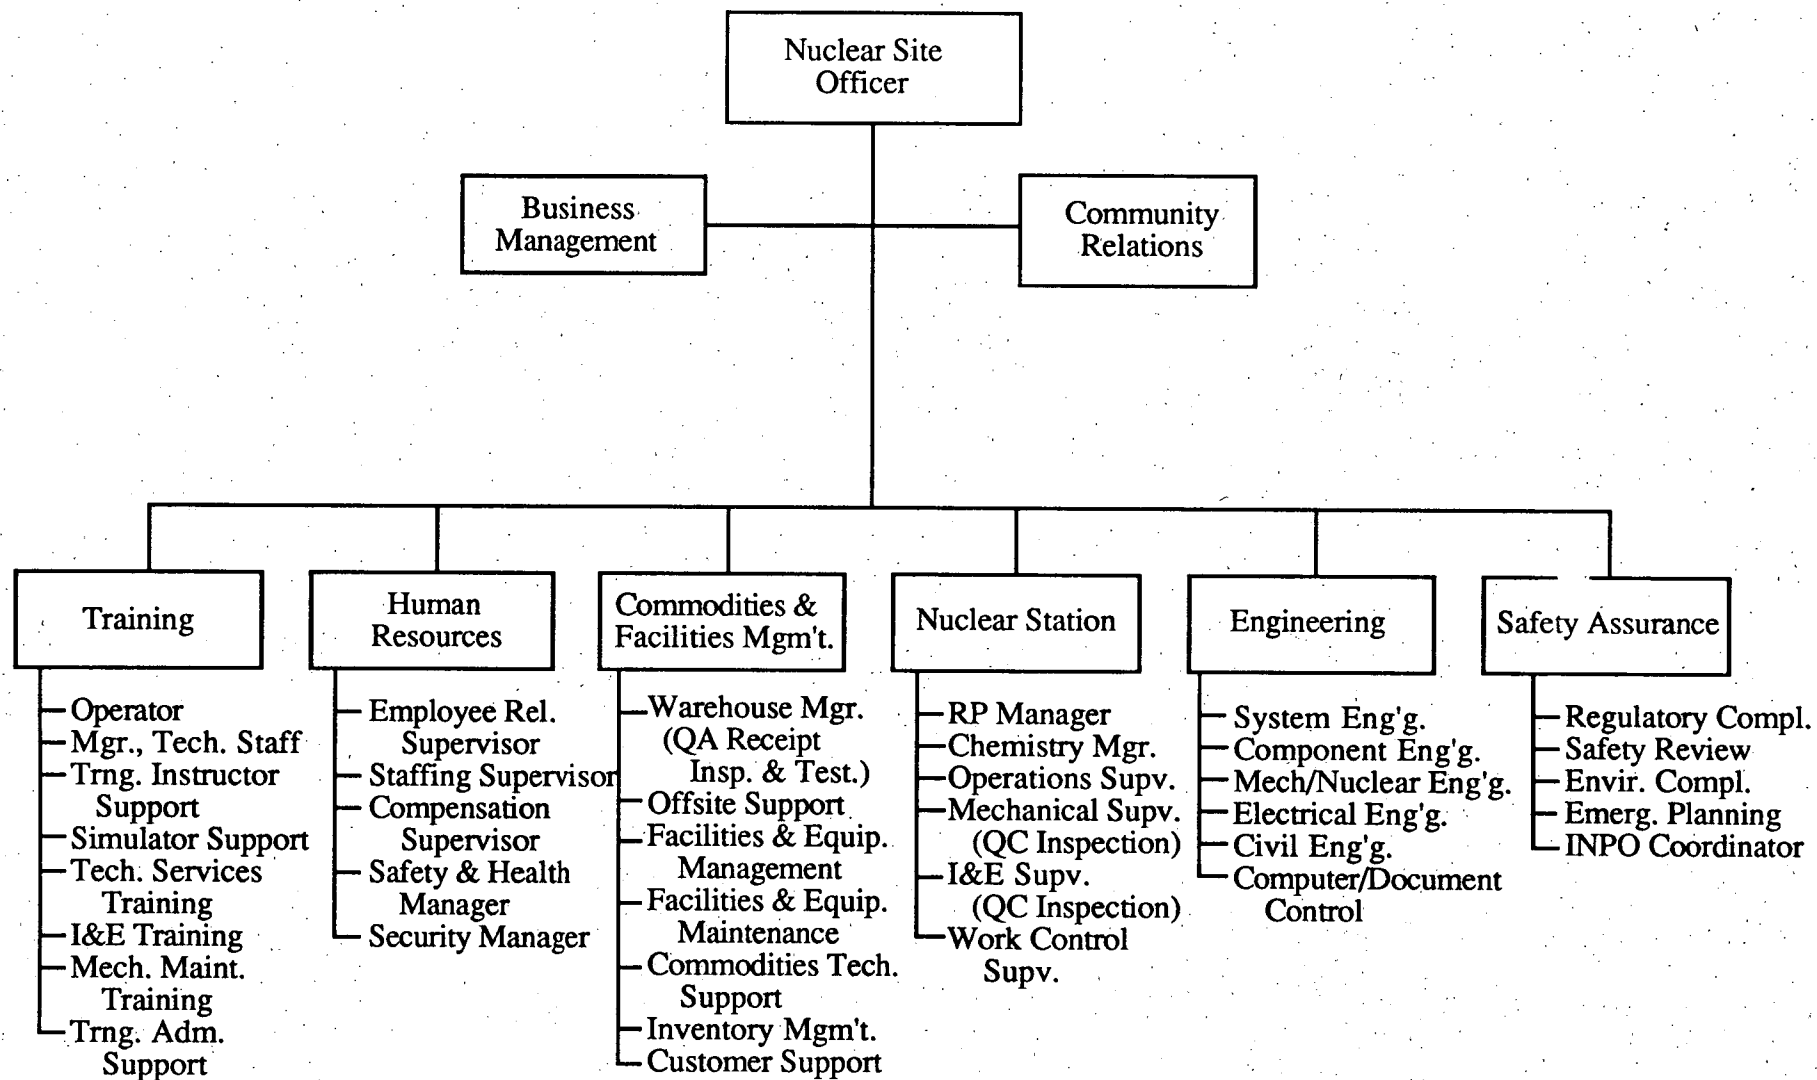 Nuclear Site
Officer
Business
Management
Community
Relations
Training
Operator
Mgr., Tech. Staff
Trng. Instructor
Support
Simulator Support
Tech. Services
Training
I&E Training
Mech. Maint.
Training
Trng. Adm.
Support
Human
Resources
Employee Rel.
Supervisor
Staffing Supervisor
Compensation
Supervisor
Safety & Health
Manager
Security Manager
Commodities &
Facilities Mgm't.
Warehouse Mgr.
(QA Receipt
Insp. & Test.)
Offsite Support
Facilities & Equip.
Management
Facilities & Equip.
Maintenance
Commodities Tech.
Support
Inventory Mgm't.
Customer Support
Nuclear Station
RP Manager
Chemistry Mgr.
Operations Supv.
Mechanical Supv.
(QC Inspection)
I&E Supv.
(QC Inspection)
Work Control
Supv.
Engineering
System Eng'g.
Component Eng'g.
Mech/Nuclear Eng'g.
Electrical Eng'g.
Civil Eng'g.
Computer/Document
Control
Safety Assurance
Regulatory Compl.
Safety Review
Envir. Compl.
Emerg. Planning
INPO Coordinator